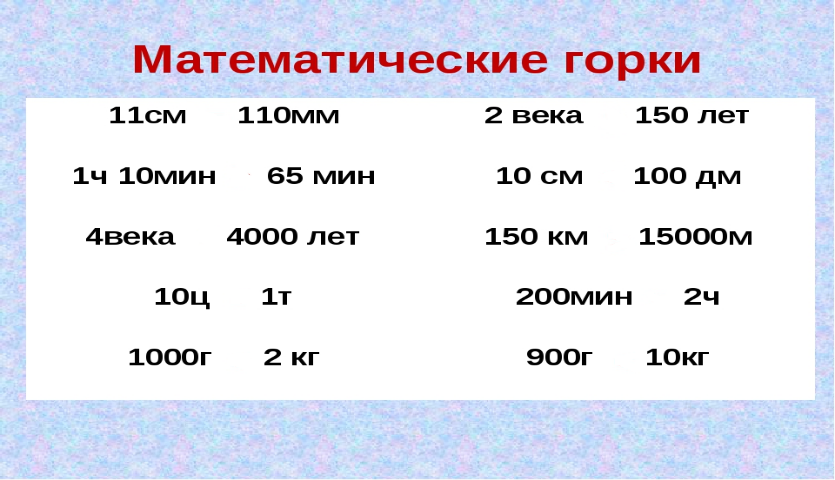 Математические горки
11см 110мм 2 века 150 лет
1ч 10мин 65 мин 10 см 100 дм
4века 4000 лет 150 км 15000м
10ц 1т 200мин 2ч
1000г 2 кг 900г 10кг